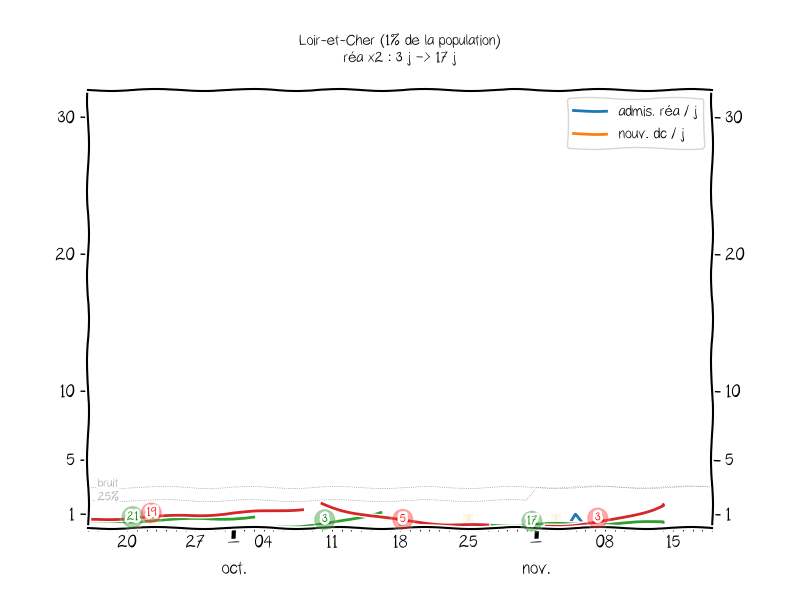 Loir-et-Cher (1% de la population)
réa x2 : 3 j -> 17 j
admis. réa / j
nouv. dc / j
30 30
20 20
10 10
5 5
bruit
25%
1 1
21 19 3 5 17 3
20 27 04 11 18 25 08 15
oct. nov.